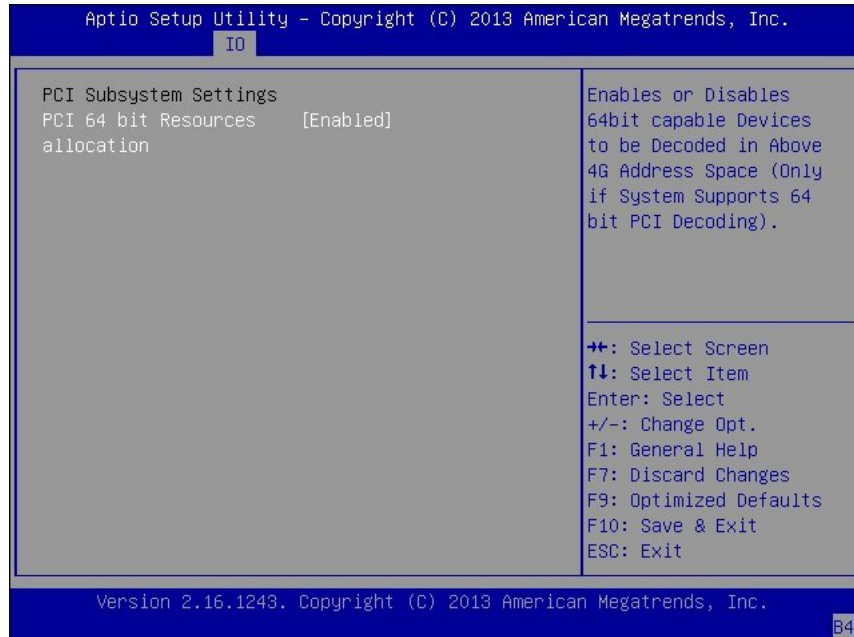 Aptio Setup Utility – Copyright (C) 2013 American Megatrends, Inc.
IO
PCI Subsystem Settings
PCI 64 bit Resources [Enabled]
allocation
Enables or Disables
64bit capable Devices
to be Decoded in Above
4G Address Space (Only
if System Supports 64
bit PCI Decoding).
→←: Select Screen
↑↓: Select Item
Enter: Select
+/-: Change Opt.
F1: General Help
F7: Discard Changes
F9: Optimized Defaults
F10: Save & Exit
ESC: Exit
Version 2.16.1243. Copyright (C) 2013 American Megatrends, Inc.
B4